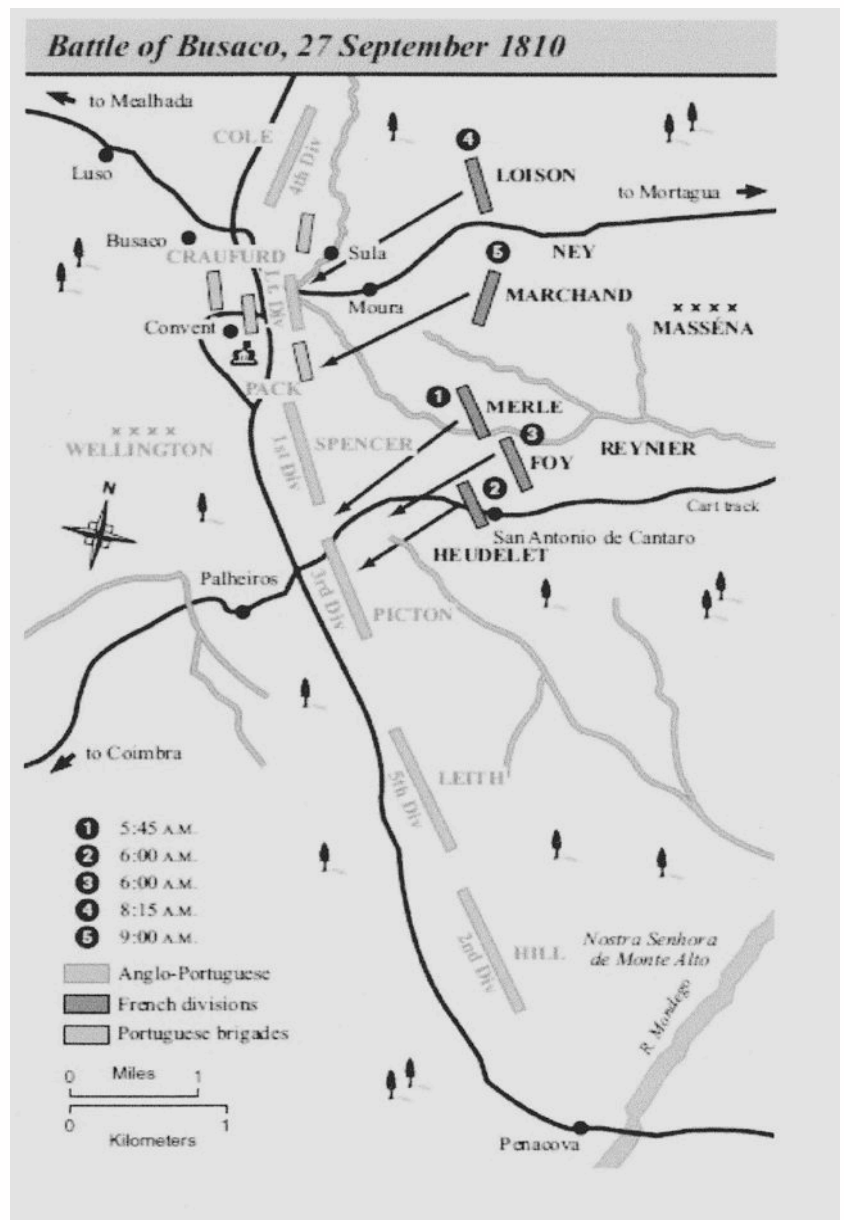 Battle of Busaco, 27 September 1810
to Mealhada
COLE
4th Div
4
LOISON
Luso
to Mortagua
Busaco
Sula
NEY
CRAUFURD
Lt. Div
5
Moura
MARCHAND
MASSÉNA
Convent
PACK
1
MERLE
3
WELLINGTON
1st Div
SPENCER
REYNIER
FOY
N
2
Cart track
San Antonio de Cantaro
HEUDELET
Palheiros
3rd Div
PICTON
to Coimbra
5th Div
LEITH
1 5:45 A.M.
2 6:00 A.M.
3 6:00 A.M.
4 8:15 A.M.
5 9:00 A.M.
2nd Div
HILL
Nostra Senhora
de Monte Alto
Anglo-Portuguese
French divisions
Portuguese brigades
R. Mondego
0 Miles 1
0 1
Kilometers
Penacova